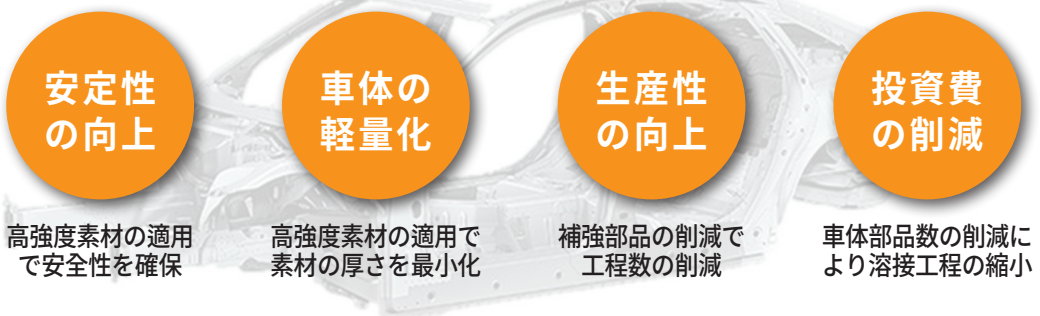 安定性
の向上
高強度素材の適用
で安全性を確保
車体の
軽量化
高強度素材の適用で
素材の厚さを最小化
生産性
の向上
補強部品の削減で
工程数の削減
投資費
の削減
車体部品数の削減に
より溶接工程の縮小